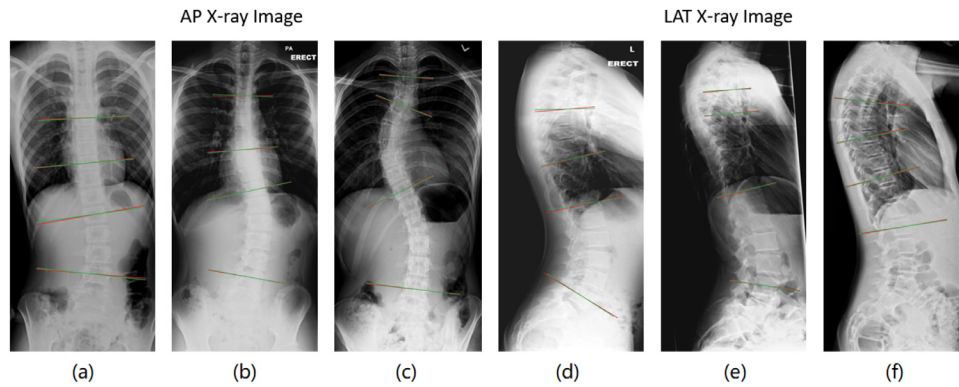 AP X-ray Image
LAT X-ray Image
PA
ERECT
L
L
ERECT
(a)
(b)
(c)
(d)
(e)
(f)